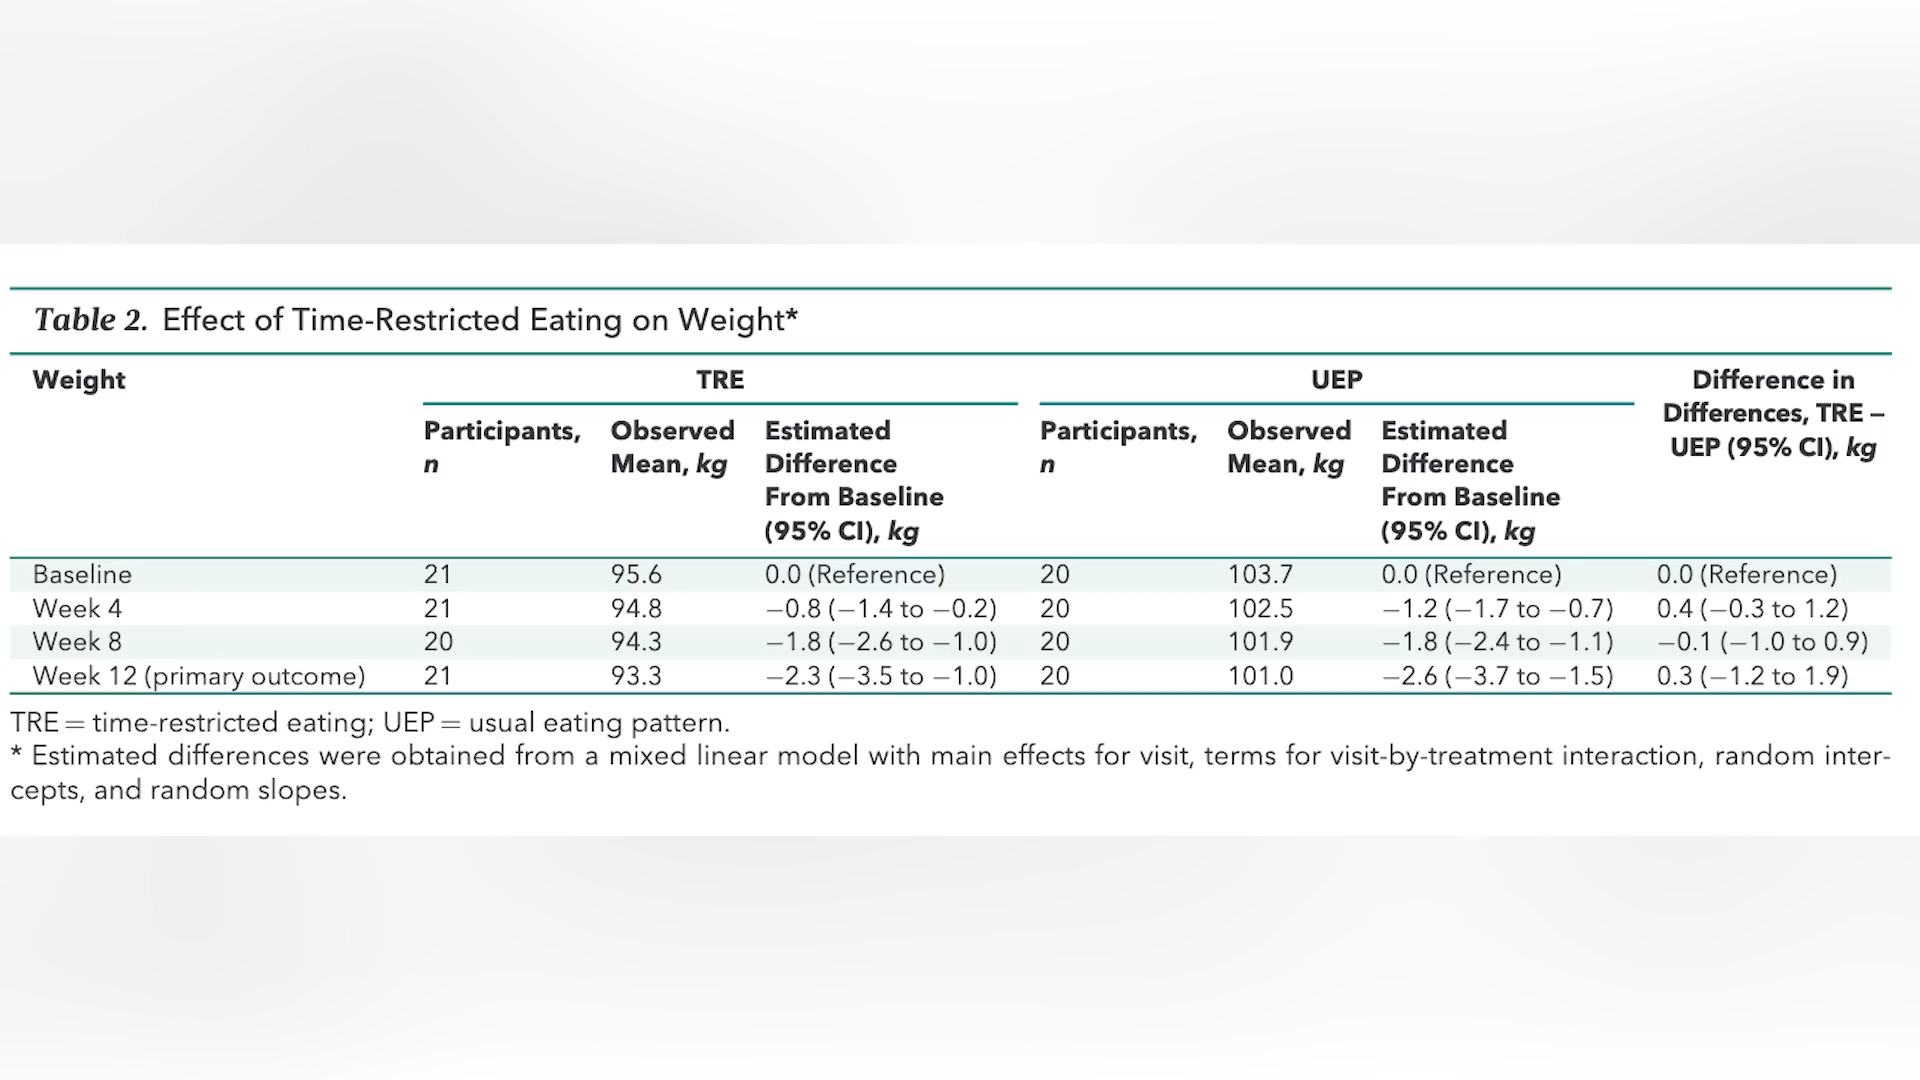 Table 2. Effect of Time-Restricted Eating on Weight*
Weight TRE UEP Difference in Differences, TRE – UEP (95% CI), kg
Participants, n Observed Mean, kg Estimated Difference From Baseline (95% CI), kg Participants, n Observed Mean, kg Estimated Difference From Baseline (95% CI), kg
Baseline 21 95.6 0.0 (Reference) 20 103.7 0.0 (Reference) 0.0 (Reference)
Week 4 21 94.8 −0.8 (−1.4 to −0.2) 20 102.5 −1.2 (−1.7 to −0.7) 0.4 (−0.3 to 1.2)
Week 8 20 94.3 −1.8 (−2.6 to −1.0) 20 101.9 −1.8 (−2.4 to −1.1) −0.1 (−1.0 to 0.9)
Week 12 (primary outcome) 21 93.3 −2.3 (−3.5 to −1.0) 20 101.0 −2.6 (−3.7 to −1.5) 0.3 (−1.2 to 1.9)
TRE = time-restricted eating; UEP = usual eating pattern.
* Estimated differences were obtained from a mixed linear model with main effects for visit, terms for visit-by-treatment interaction, random inter-
cepts, and random slopes.